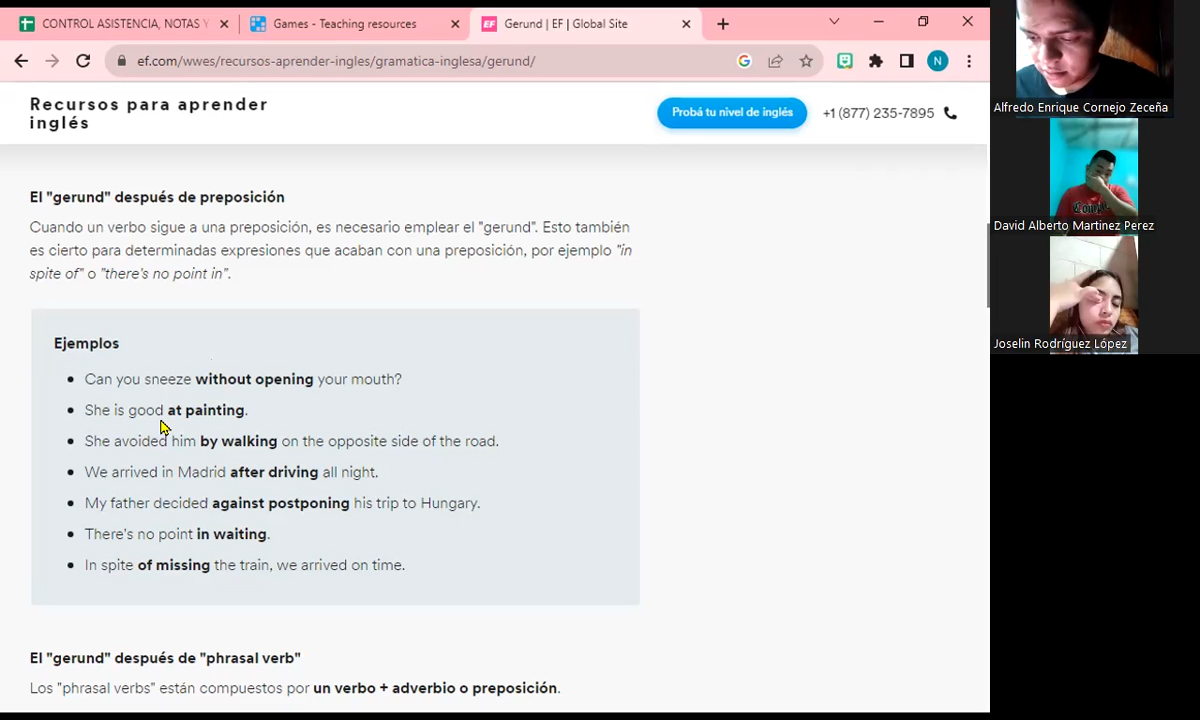 CONTROL ASISTENCIA, NOTAS Y
Games - Teaching resources
EF
Gerund | EF | Global Site
ef.com/wwes/recursos-aprender-ingles/gramatica-inglesa/gerund/
G
N
Recursos para aprender
inglés
Probá tu nivel de inglés
+1 (877) 235-7895
El "gerund" después de preposición
Cuando un verbo sigue a una preposición, es necesario emplear el "gerund". Esto también
es cierto para determinadas expresiones que acaban con una preposición, por ejemplo "in
spite of" o "there's no point in".
Ejemplos
Can you sneeze without opening your mouth?
She is good at painting.
She avoided him by walking on the opposite side of the road.
We arrived in Madrid after driving all night.
My father decided against postponing his trip to Hungary.
There's no point in waiting.
In spite of missing the train, we arrived on time.
El "gerund" después de "phrasal verb"
Los "phrasal verbs" están compuestos por un verbo + adverbio o preposición.
Alfredo Enrique Cornejo Zeceña
David Alberto Martinez Perez
Joselin Rodríguez López